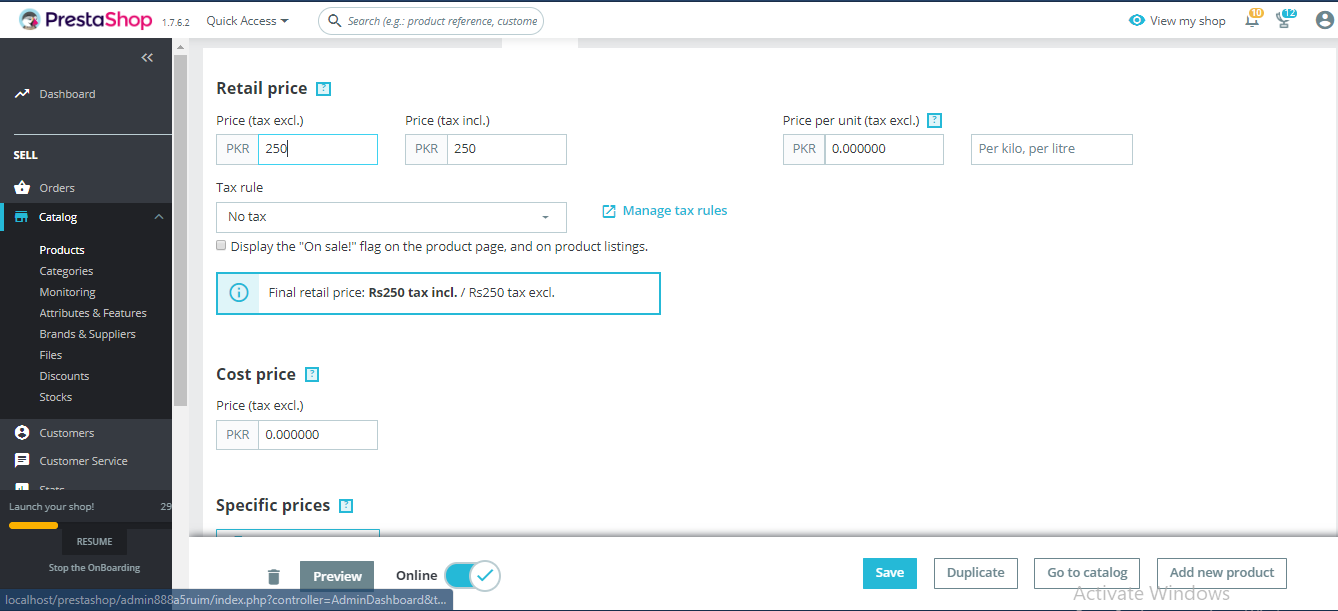 PrestaShop 1.7.6.2 Quick Access Search (e.g.: product reference, custome View my shop 10 12
Dashboard
SELL
Orders
Catalog
Products
Categories
Monitoring
Attributes & Features
Brands & Suppliers
Files
Discounts
Stocks
Customers
Customer Service
Launch your shop! 29
RESUME
Stop the OnBoarding
localhost/prestashop/admin888a5ruim/index.php?controller=AdminDashboard&t...
Retail price ?
Price (tax excl.) Price (tax incl.) Price per unit (tax excl.) ?
PKR 250 PKR 250 PKR 0.000000 Per kilo, per litre
Tax rule
No tax Manage tax rules
Display the "On sale!" flag on the product page, and on product listings.
Final retail price: Rs250 tax incl. / Rs250 tax excl.
Cost price ?
Price (tax excl.)
PKR 0.000000
Specific prices ?
Preview Online Save Duplicate Go to catalog Add new product
Activate Windows